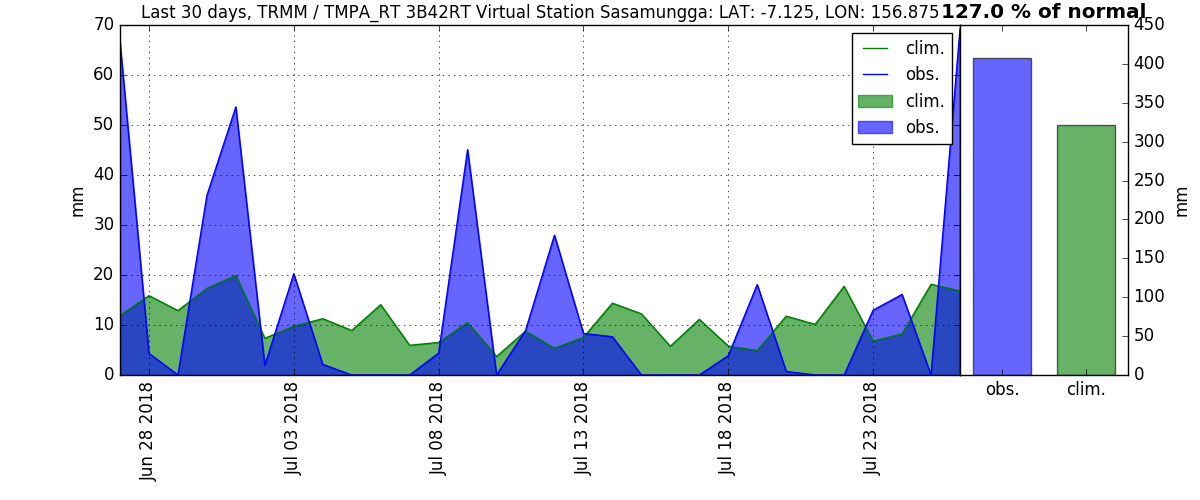 Last 30 days, TRMM / TMPA_RT 3B42RT Virtual Station Sasamungga: LAT: -7.125, LON: 156.875
127.0 % of normal
70
60
50
40
30
20
10
0
mm
clim.
obs.
clim.
obs.
Jun 28 2018
Jul 03 2018
Jul 08 2018
Jul 13 2018
Jul 18 2018
Jul 23 2018
450
400
350
300
250
200
150
100
50
0
mm
obs.
clim.